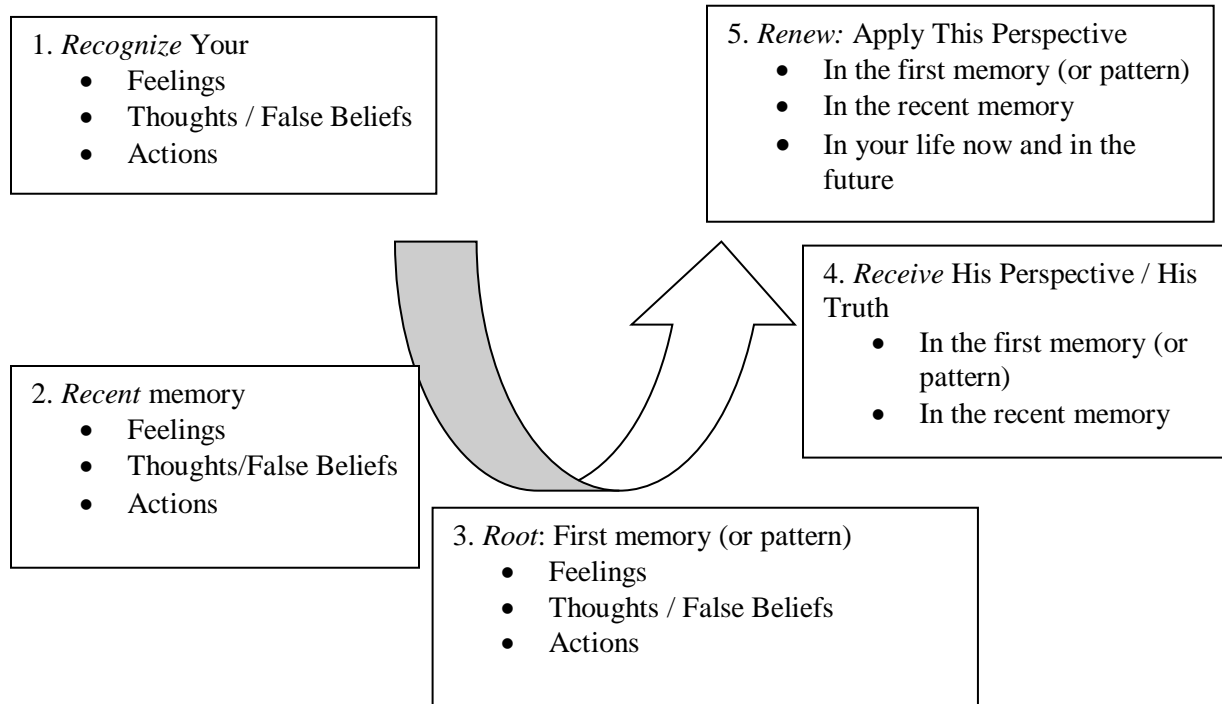 1. Recognize Your
• Feelings
• Thoughts / False Beliefs
• Actions
2. Recent memory
• Feelings
• Thoughts/False Beliefs
• Actions
3. Root: First memory (or pattern)
• Feelings
• Thoughts / False Beliefs
• Actions
4. Receive His Perspective / His
Truth
• In the first memory (or
pattern)
• In the recent memory
5. Renew: Apply This Perspective
• In the first memory (or pattern)
• In the recent memory
• In your life now and in the
future